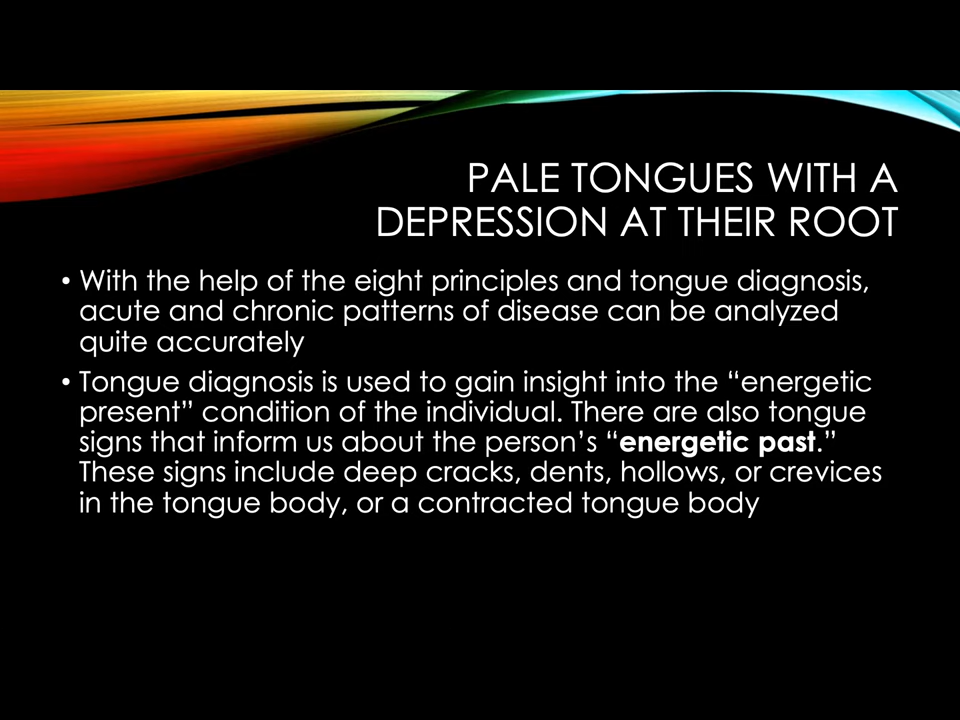 PALE TONGUES WITH A
DEPRESSION AT THEIR ROOT
• With the help of the eight principles and tongue diagnosis,
acute and chronic patterns of disease can be analyzed
quite accurately
• Tongue diagnosis is used to gain insight into the “energetic
present” condition of the individual. There are also tongue
signs that inform us about the person’s “energetic past.”
These signs include deep cracks, dents, hollows, or crevices
in the tongue body, or a contracted tongue body